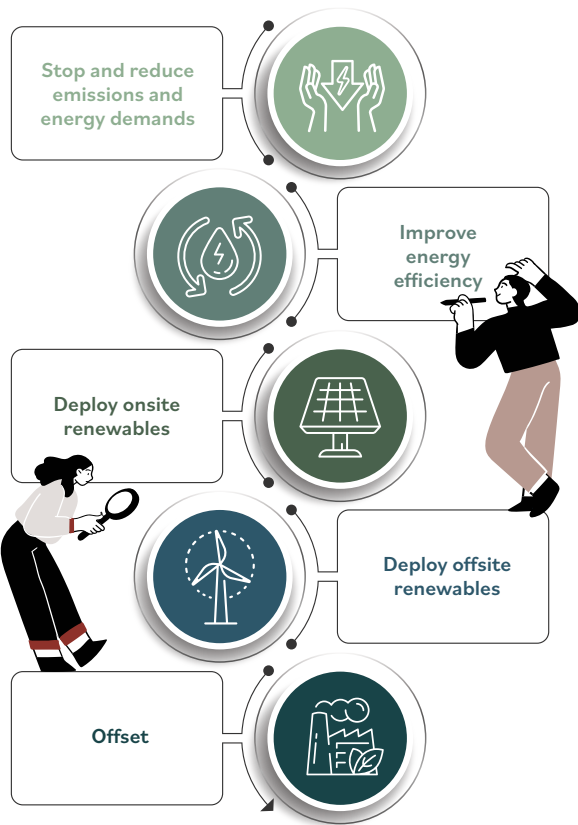 Stop and reduce
emissions and
energy demands
Improve
energy
efficiency
Deploy onsite
renewables
Deploy offsite
renewables
Offset